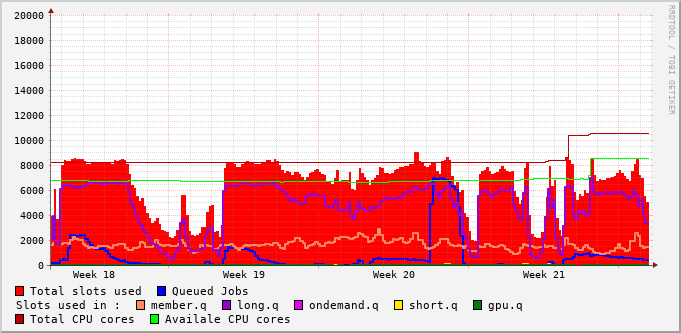 20000
18000
16000
14000
12000
10000
8000
6000
4000
2000
0
Week 18 Week 19 Week 20 Week 21
RRDTOOL / TOBI OETIKER
Total slots used Queued Jobs
Slots used in : member.q long.q ondemand.q short.q gpu.q
Total CPU cores Availale CPU cores